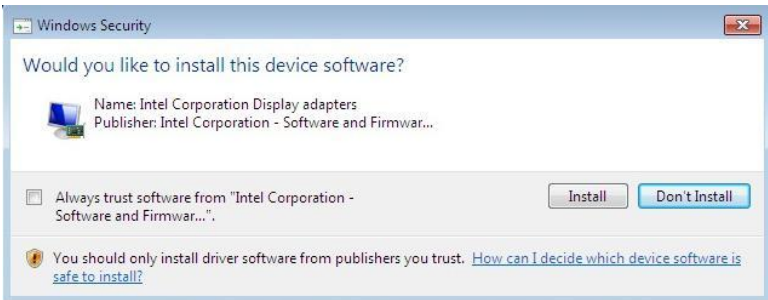 Windows Security
Would you like to install this device software?
Name: Intel Corporation Display adapters
Publisher: Intel Corporation - Software and Firmwar...
Always trust software from "Intel Corporation -
Software and Firmwar...".
Install
Don't Install
You should only install driver software from publishers you trust. How can I decide which device software is
safe to install?